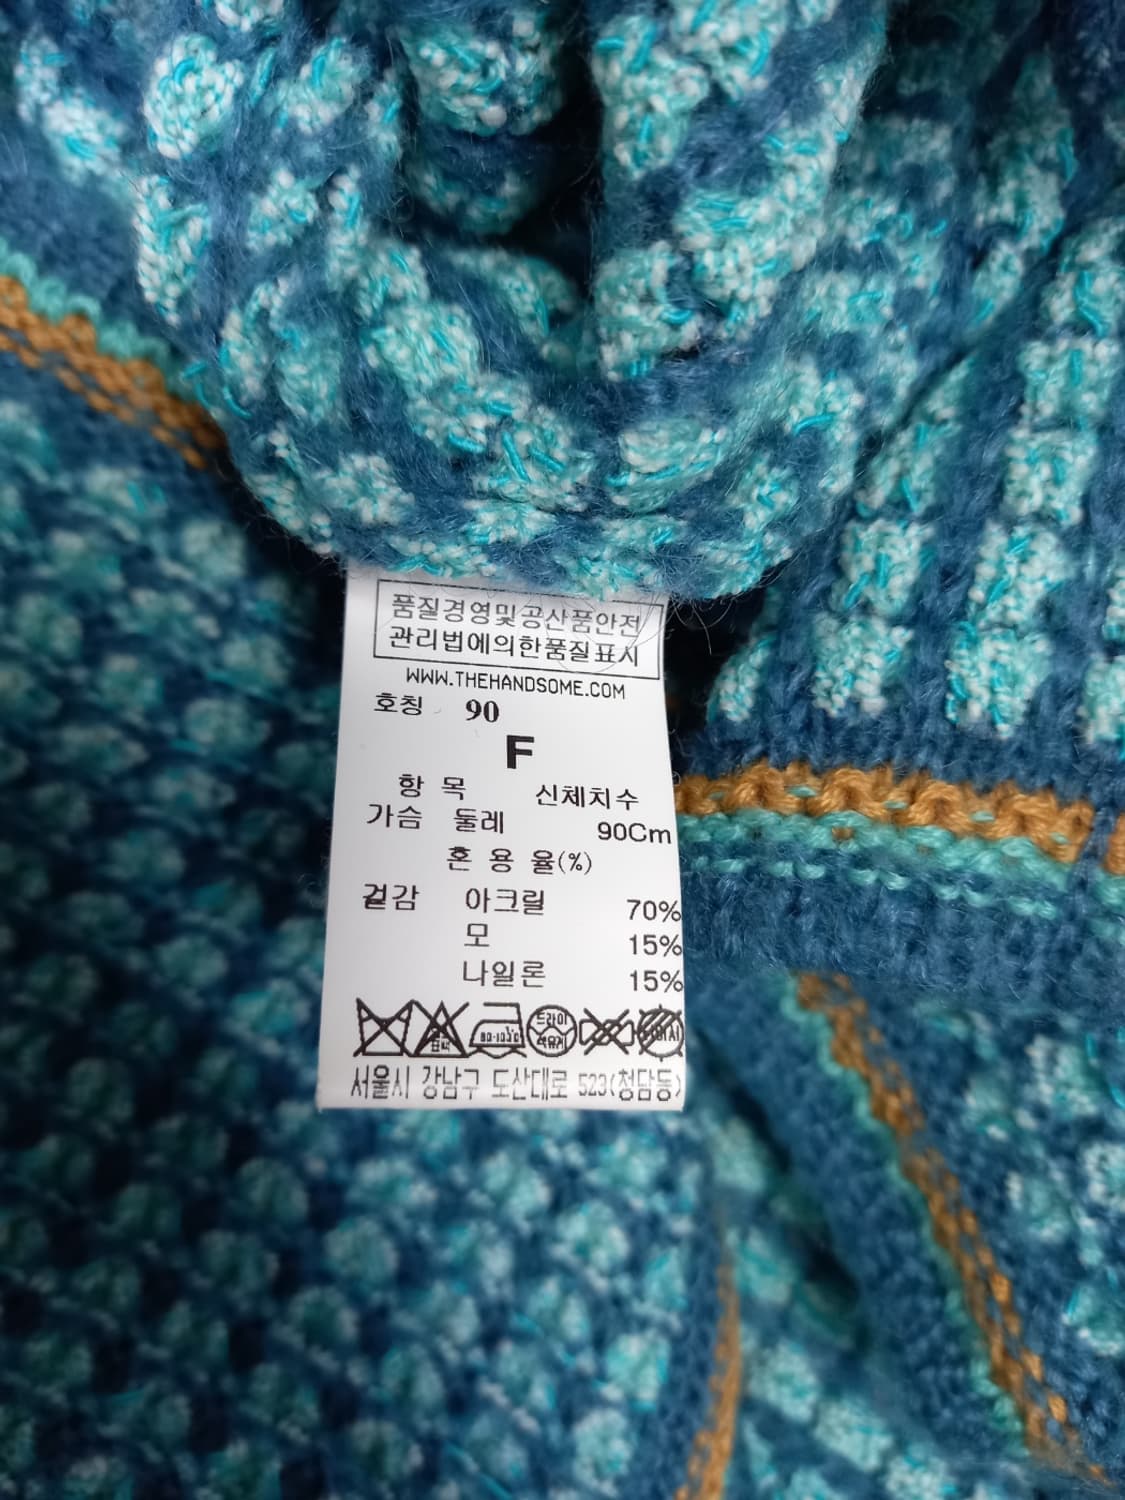 품질경영및공산품안전
관리법에의한품질표시
WWW.THEHANDSOME.COM
호칭 90
F
항 목 신체치수
가슴 둘레 90Cm
혼 용 율(%)
겉감 아크릴 70%
모 15%
나일론 15%
드라이
서울시 강남구 도산대로 523(청담동)